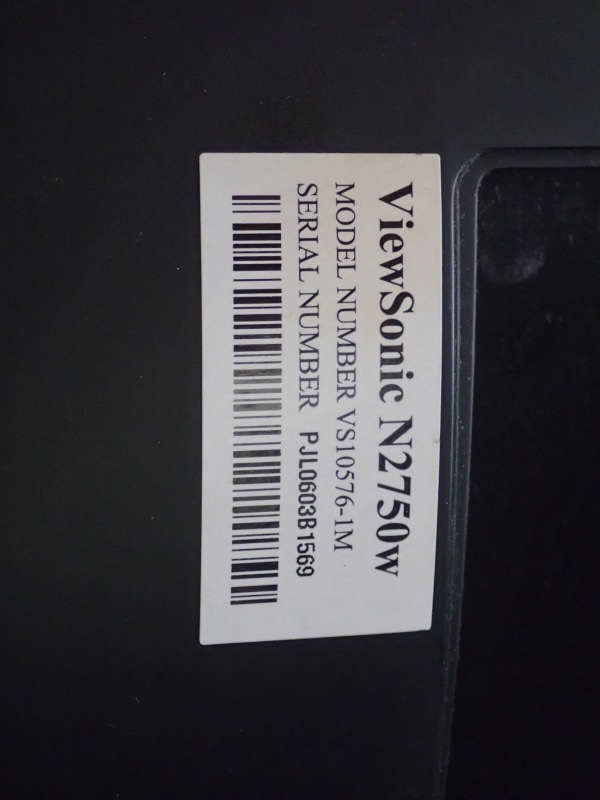 ViewSonic N2750w
MODEL NUMBER VS10576-1M
SERIAL NUMBER PJL0603B1569